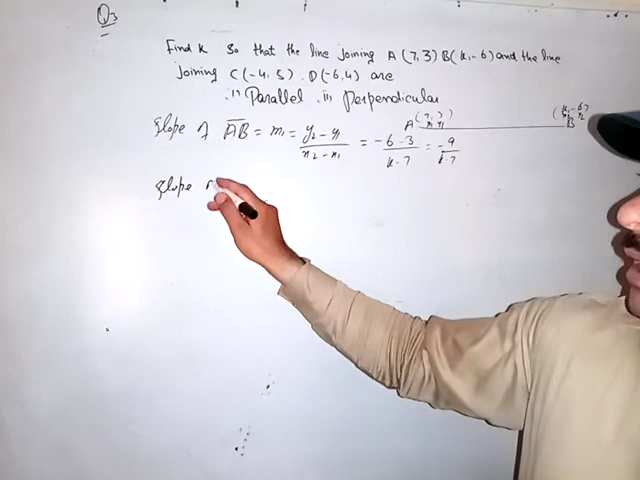 Q3
Find K So that the line joining A(7,3) B(K,-6) and the line
Joining C(-4,5) . D(-6,4) are
(i) Parallel (ii) Perpendicular
A (7,3) x₁ y₁ (K,-6) x₂ y₂ B
Slope of AB = m₁ = y₂ - y₁ / x₂ - x₁ = -6-3 / K-7 = -9 / K-7
Slope o